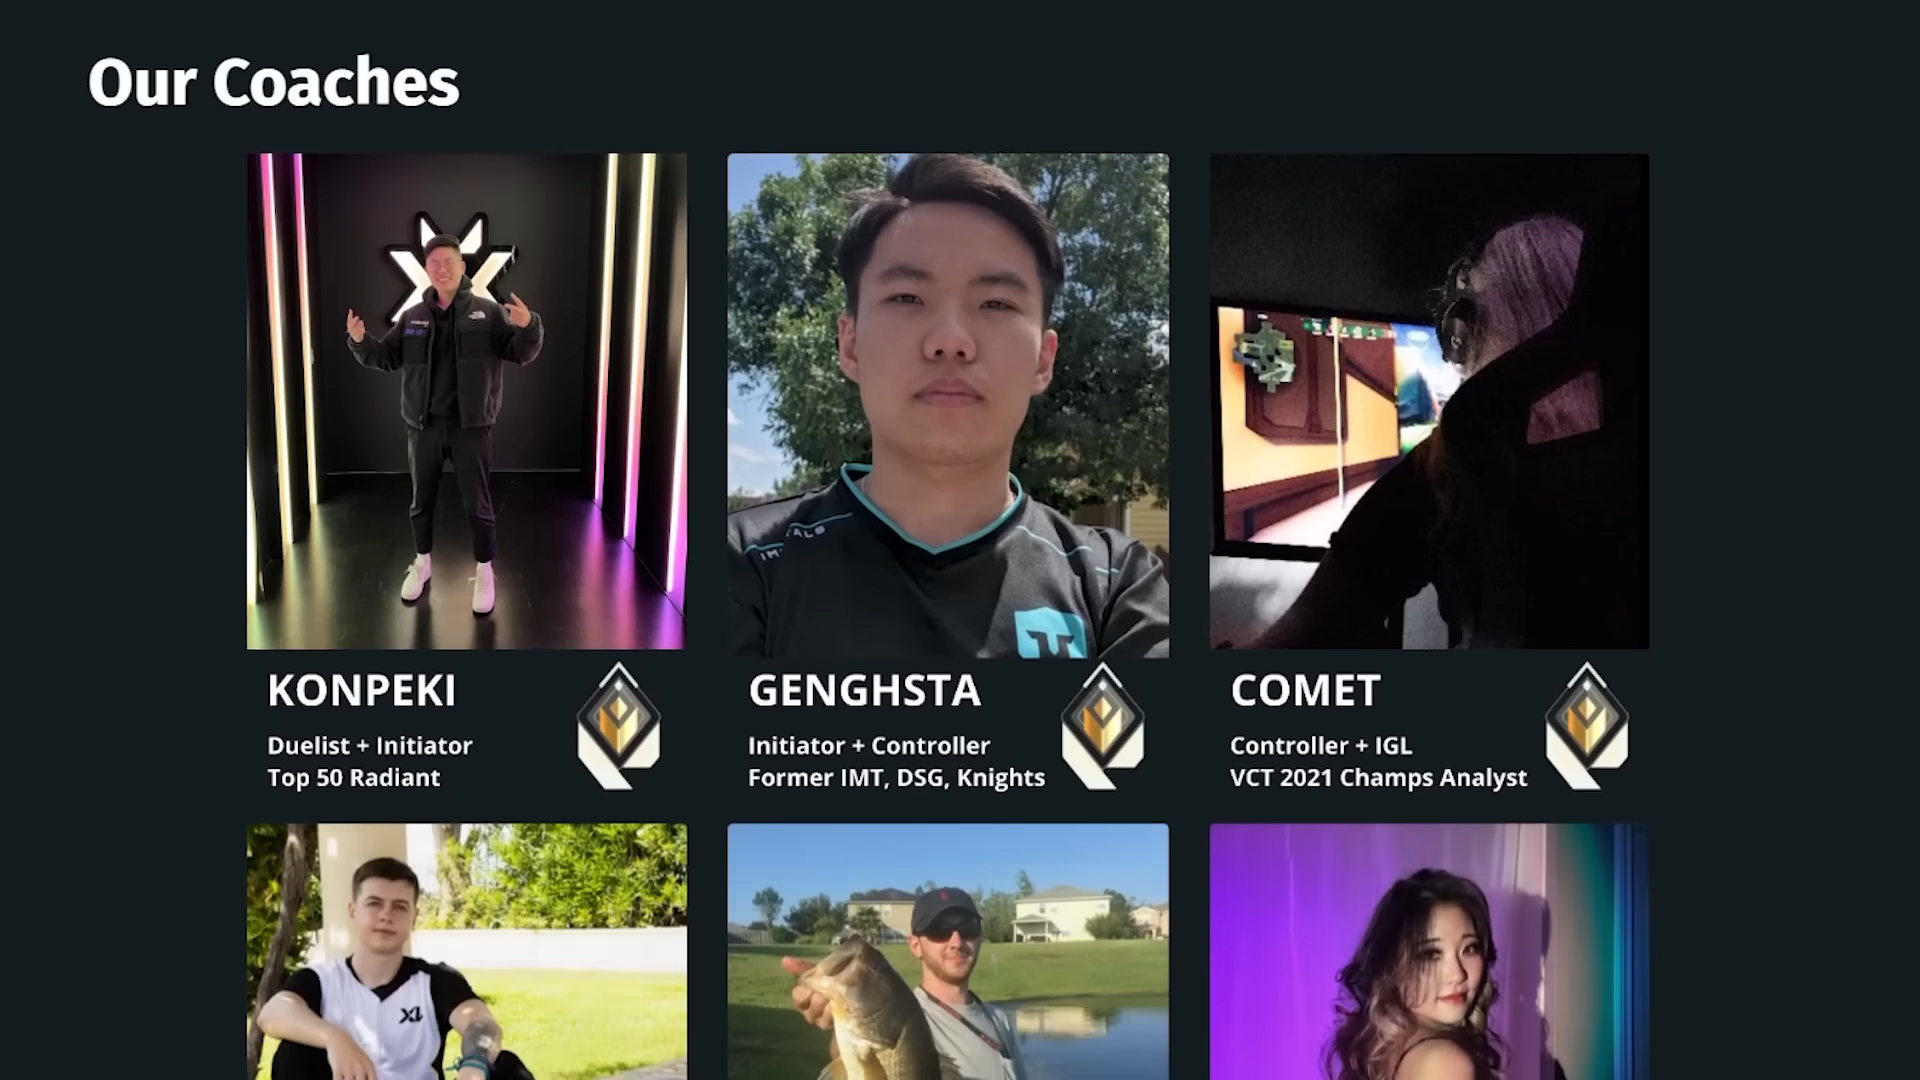 Our Coaches
KONPEKI
Duelist + Initiator
Top 50 Radiant
GENGHSTA
Initiator + Controller
Former IMT, DSG, Knights
COMET
Controller + IGL
VCT 2021 Champs Analyst